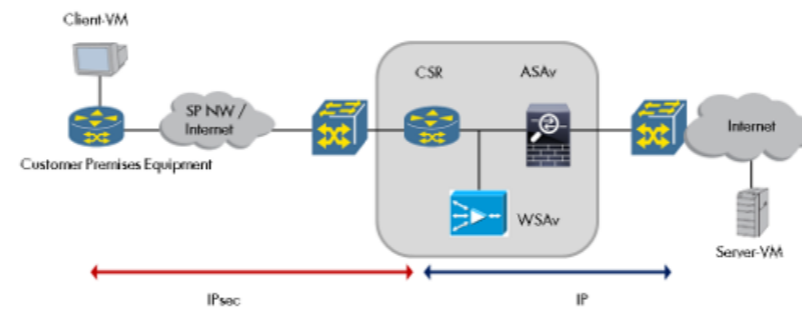 Client-VM
CSR
ASAv
SP NW /
Internet
Internet
Customer Premises Equipment
WSAv
Server-VM
IPsec
IP